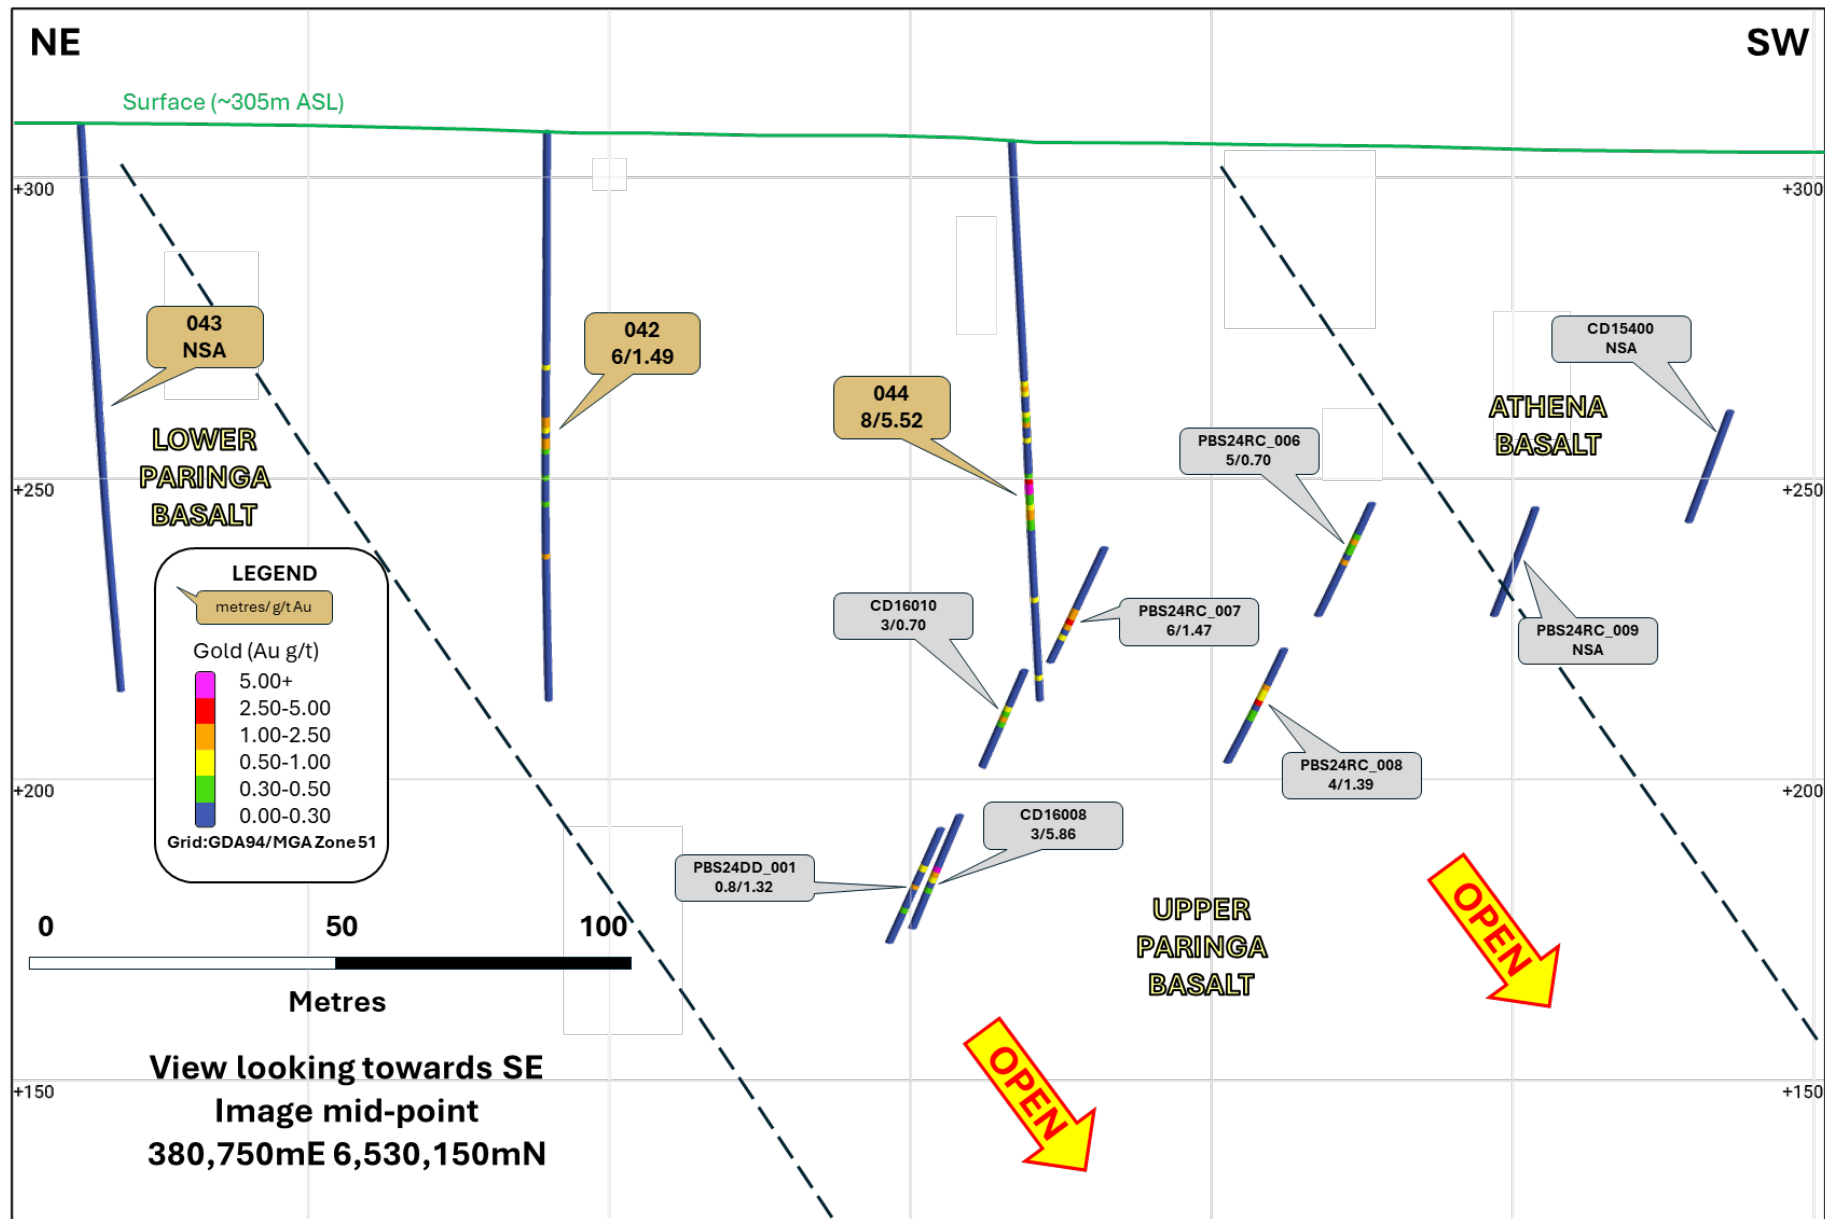 NE
SW
Surface (~305m ASL)
+300
+300
043
NSA
042
6/1.49
044
8/5.52
CD15400
NSA
ATHENA
BASALT
PBS24RC_006
5/0.70
LOWER
PARINGA
BASALT
+250
+250
LEGEND
metres/ g/t Au
Gold (Au g/t)
5.00+
2.50-5.00
1.00-2.50
0.50-1.00
0.30-0.50
0.00-0.30
Grid:GDA94/MGA Zone 51
CD16010
3/0.70
PBS24RC_007
6/1.47
PBS24RC_009
NSA
PBS24RC_008
4/1.39
+200
+200
CD16008
3/5.86
PBS24DD_001
0.8/1.32
UPPER
PARINGA
BASALT
OPEN
OPEN
0
50
100
Metres
View looking towards SE
Image mid-point
380,750mE 6,530,150mN
+150
+150